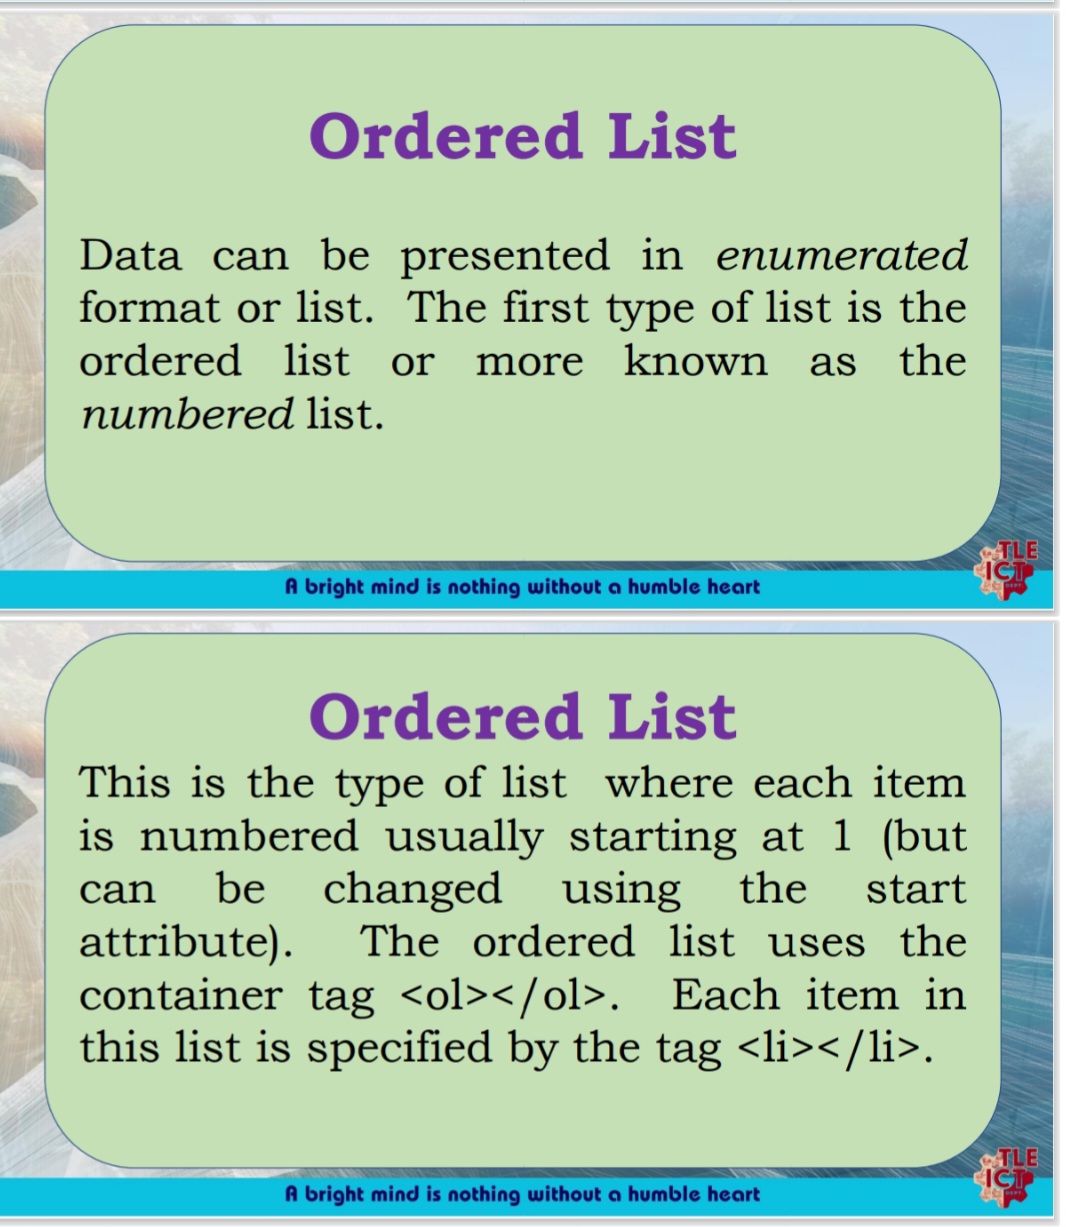 Ordered List
Data can be presented in enumerated
format or list. The first type of list is the
ordered list or more known as the
numbered list.
TLE
ICT
DEPT.
A bright mind is nothing without a humble heart
Ordered List
This is the type of list where each item
is numbered usually starting at 1 (but
can be changed using the start
attribute). The ordered list uses the
container tag <ol></ol>. Each item in
this list is specified by the tag <li></li>.
TLE
ICT
DEPT.
A bright mind is nothing without a humble heart